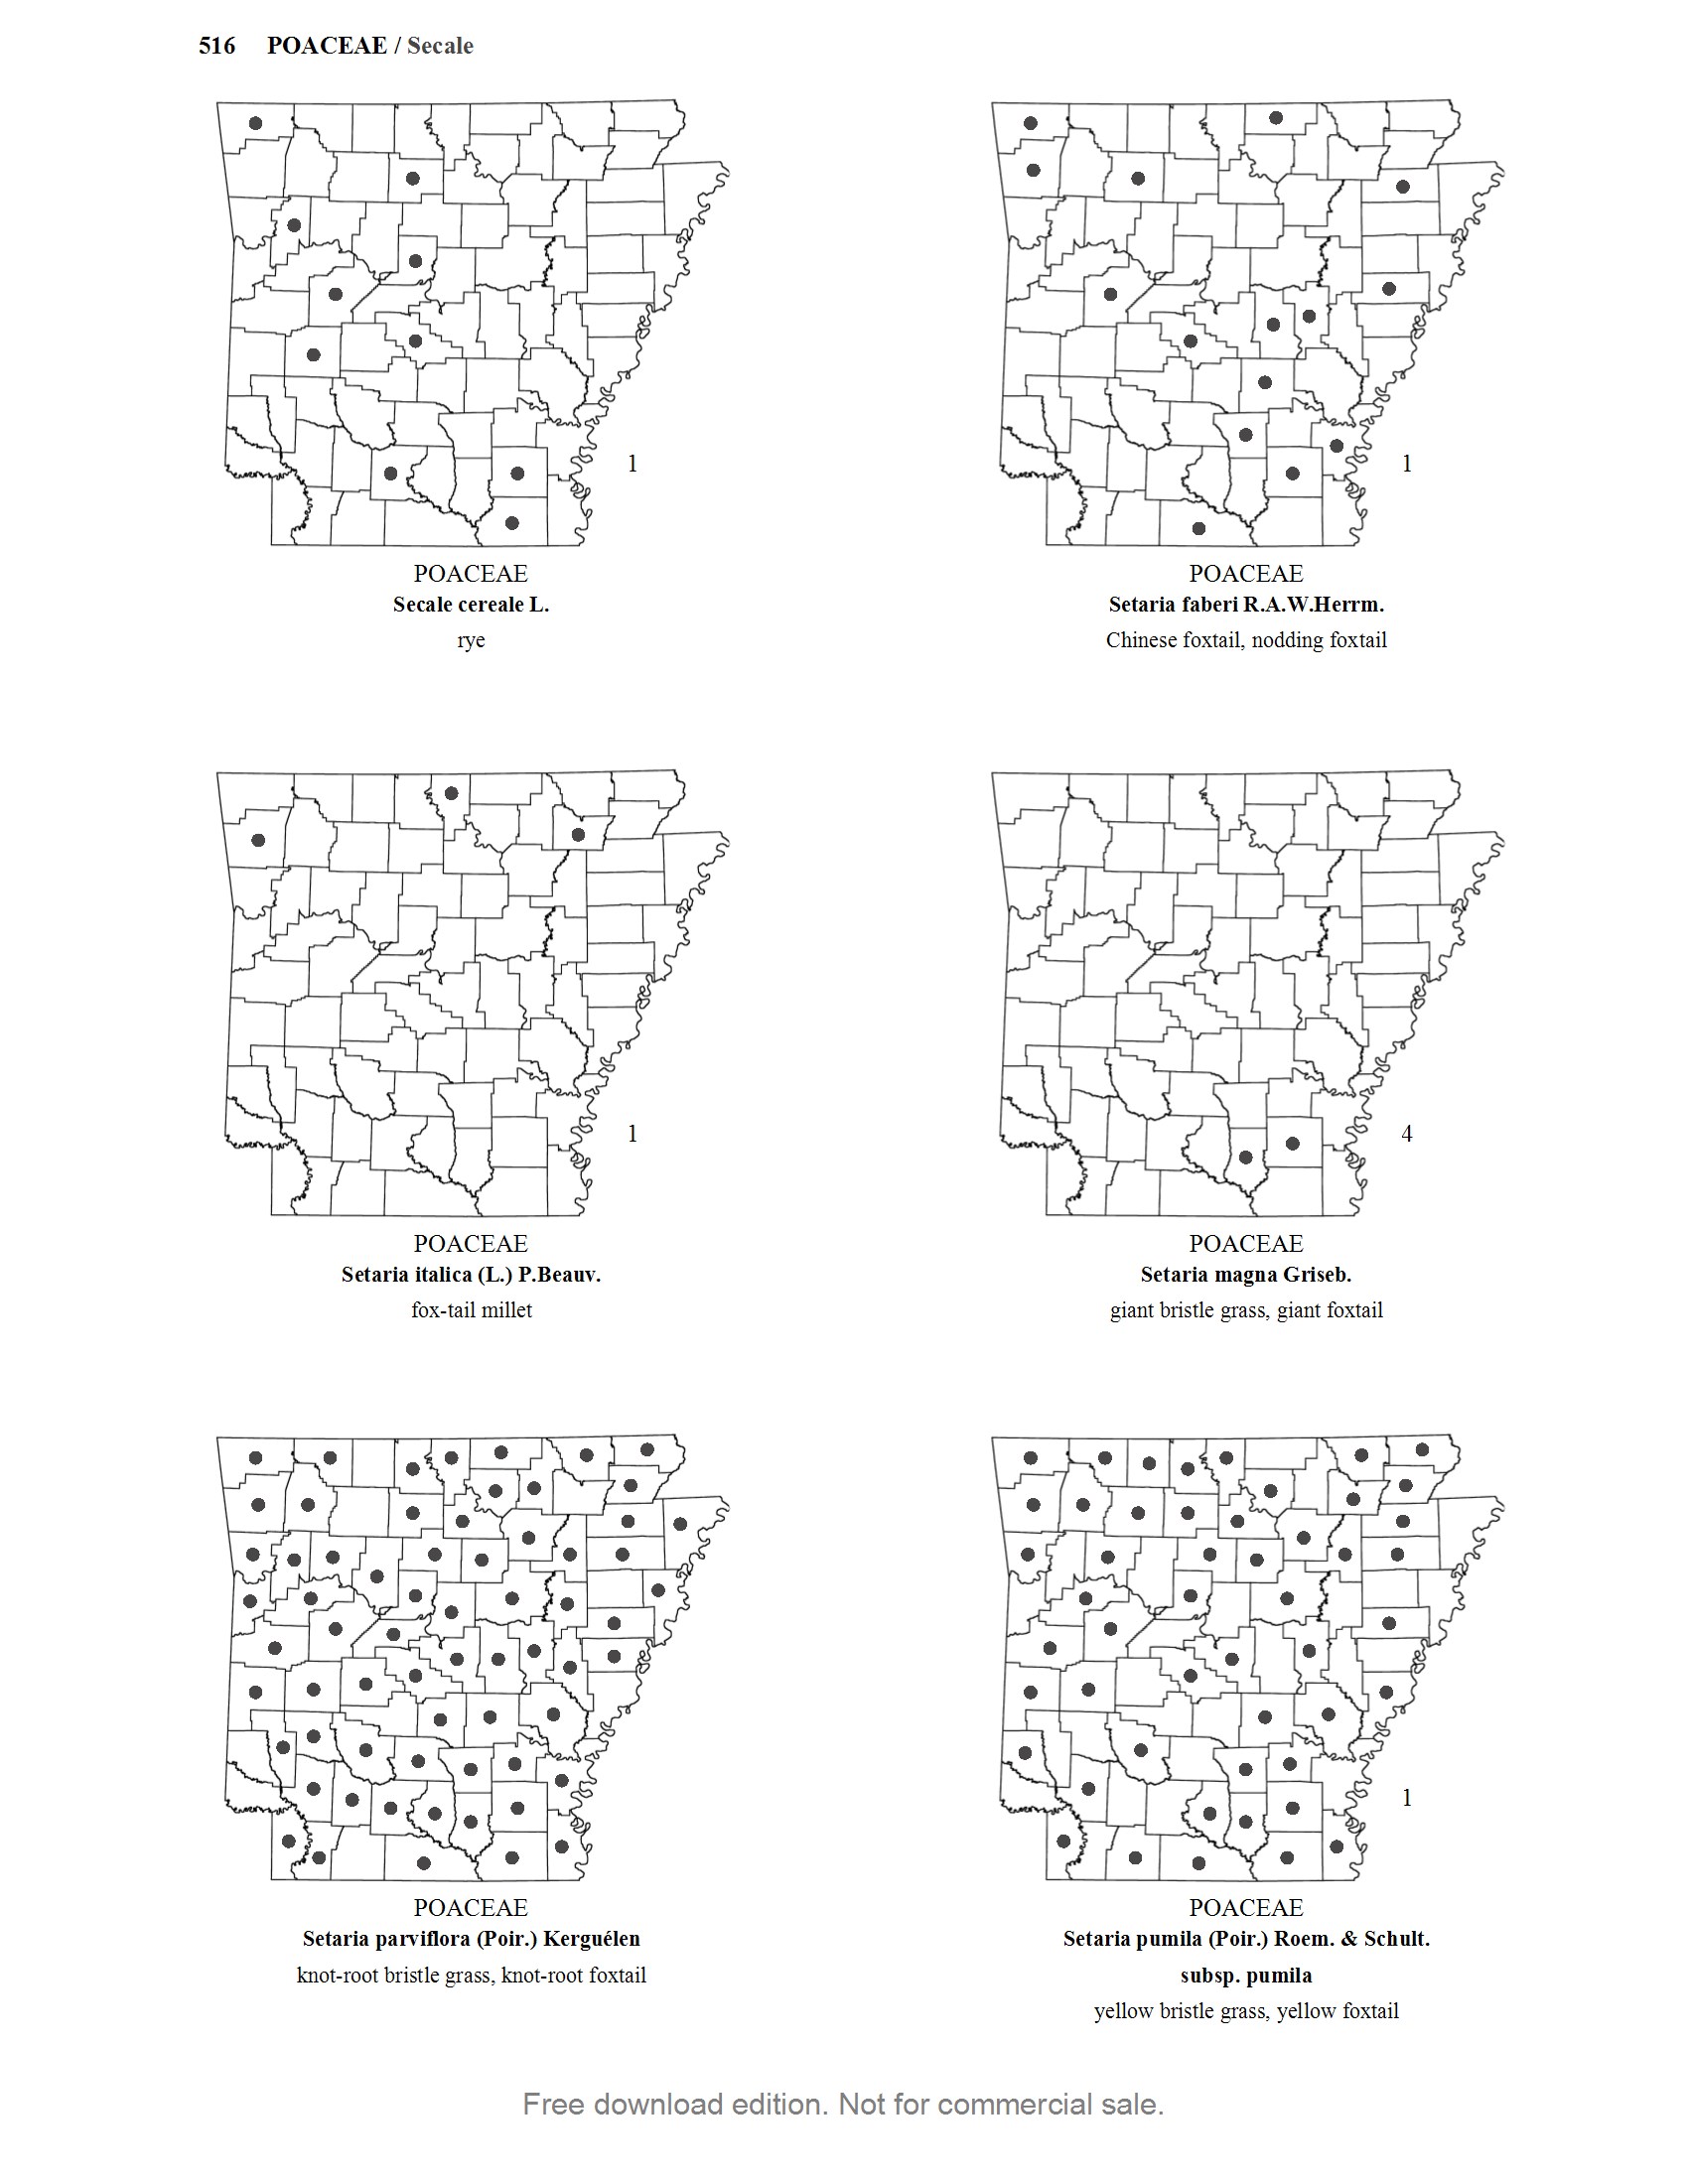 516 POACEAE / Secale
1
POACEAE
Secale cereale L.
rye
1
POACEAE
Setaria faberi R.A.W.Herrm.
Chinese foxtail, nodding foxtail
1
POACEAE
Setaria italica (L.) P.Beauv.
fox-tail millet
4
POACEAE
Setaria magna Griseb.
giant bristle grass, giant foxtail
POACEAE
Setaria parviflora (Poir.) Kerguélen
knot-root bristle grass, knot-root foxtail
1
POACEAE
Setaria pumila (Poir.) Roem. & Schult.
subsp. pumila
yellow bristle grass, yellow foxtail
Free download edition. Not for commercial sale.